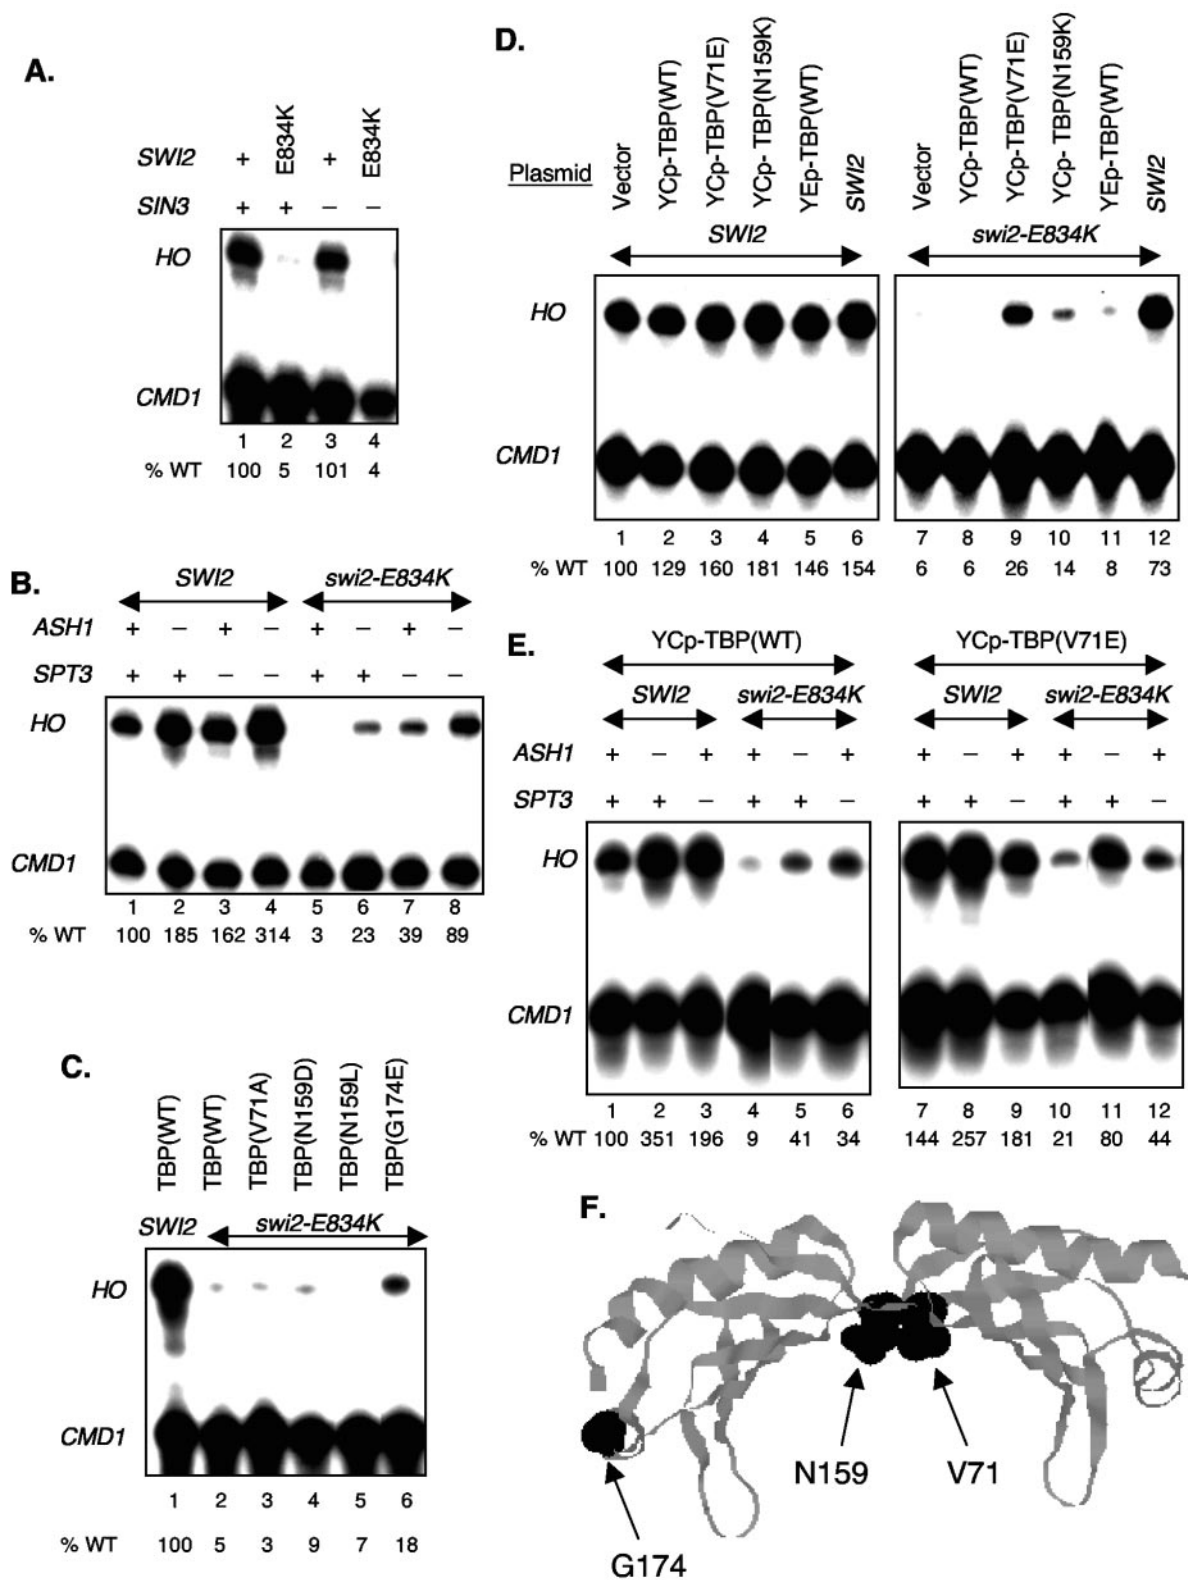 A.
SWI2 + E834K + E834K
SIN3 + + – –
HO
CMD1
1 2 3 4
% WT 100 5 101 4
B.
SWI2 swi2-E834K
ASH1 + – + – + – + –
SPT3 + + – – + + – –
HO
CMD1
1 2 3 4 5 6 7 8
% WT 100 185 162 314 3 23 39 89
C.
TBP(WT) TBP(WT) TBP(V71A) TBP(N159D) TBP(N159L) TBP(G174E)
SWI2 swi2-E834K
HO
CMD1
1 2 3 4 5 6
% WT 100 5 3 9 7 18
D.
Plasmid Vector YCp-TBP(WT) YCp-TBP(V71E) YCp- TBP(N159K) YEp-TBP(WT) SWI2 Vector YCp-TBP(WT) YCp-TBP(V71E) YCp- TBP(N159K) YEp-TBP(WT) SWI2
SWI2 swi2-E834K
HO
CMD1
1 2 3 4 5 6 7 8 9 10 11 12
% WT 100 129 160 181 146 154 6 6 26 14 8 73
E.
YCp-TBP(WT) YCp-TBP(V71E)
SWI2 swi2-E834K SWI2 swi2-E834K
ASH1 + – + + – + + – + + – +
SPT3 + + – + + – + + – + + –
HO
CMD1
1 2 3 4 5 6 7 8 9 10 11 12
% WT 100 351 196 9 41 34 144 257 181 21 80 44
F.
N159 V71
G174